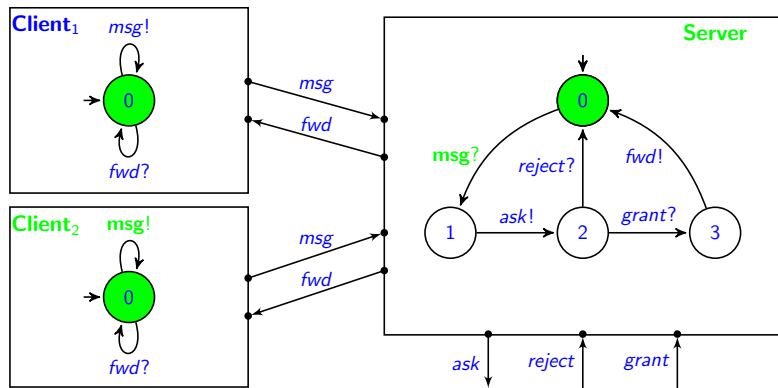 Client₁
msg!
0
fwd?
msg
fwd
Server
0
msg?
reject?
fwd!
1
ask!
2
grant?
3
Client₂
msg!
0
fwd?
msg
fwd
ask
reject
grant